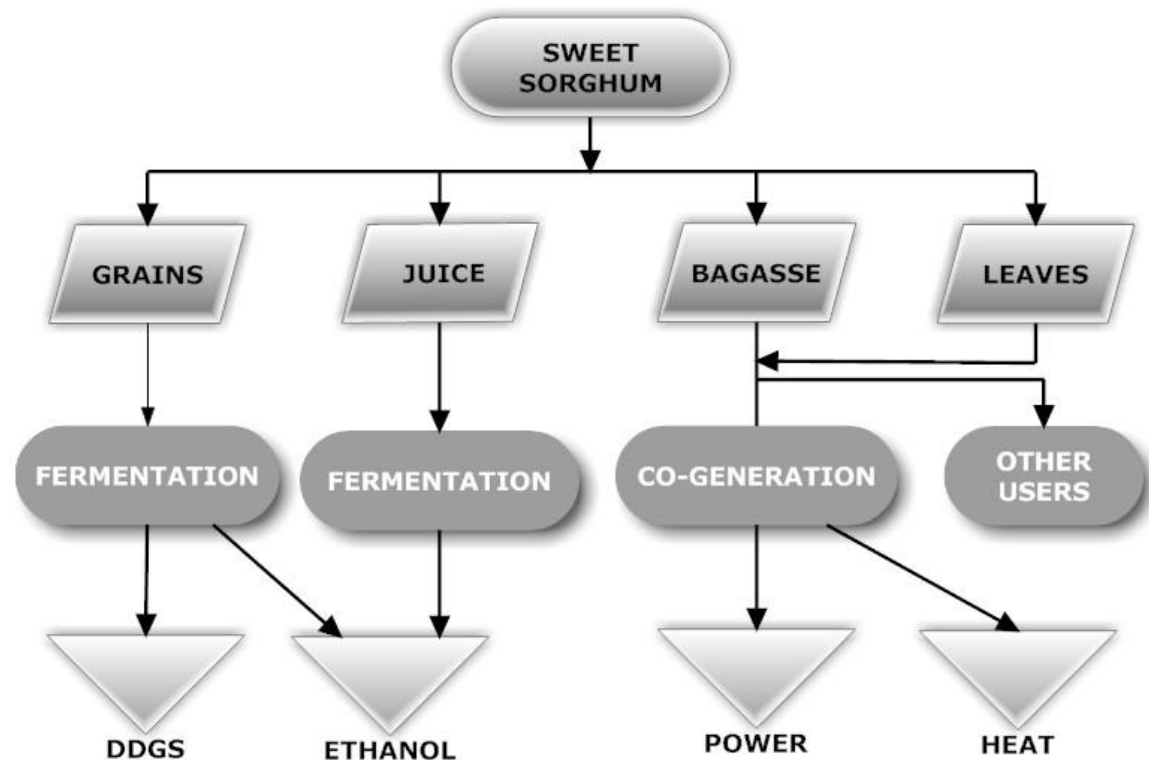 SWEET
SORGHUM
GRAINS
JUICE
BAGASSE
LEAVES
FERMENTATION
FERMENTATION
CO-GENERATION
OTHER
USERS
DDGS
ETHANOL
POWER
HEAT